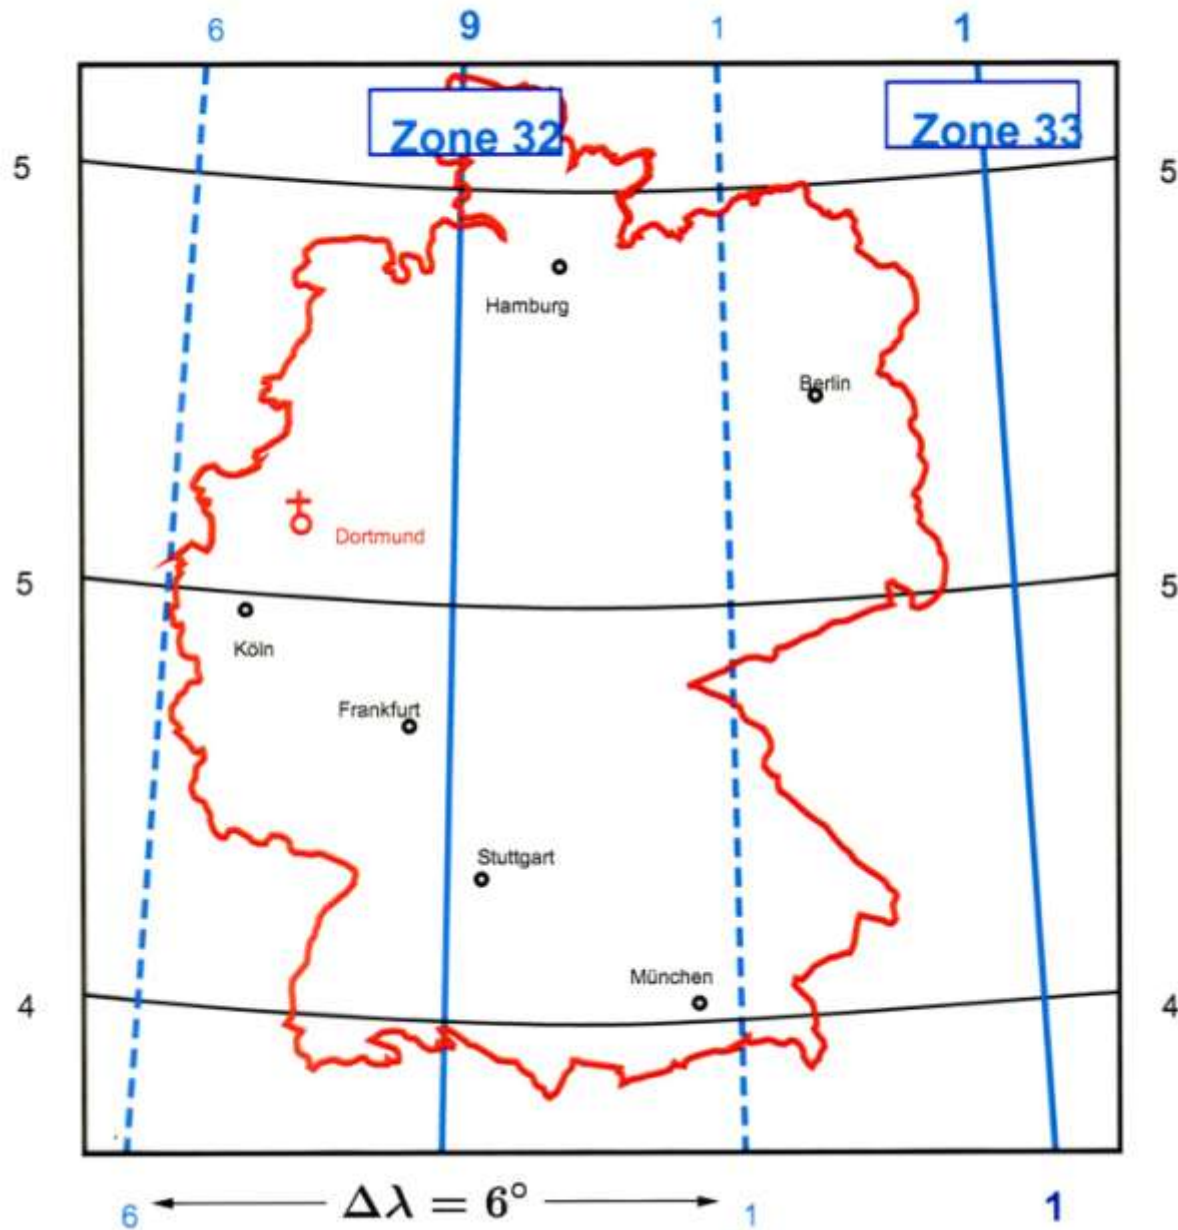 6 9 1 1
Zone 32 Zone 33
5 5
Hamburg
Berlin
Dortmund
5 5
Köln
Frankfurt
Stuttgart
München
4 4
6 Δλ = 6° 1 1